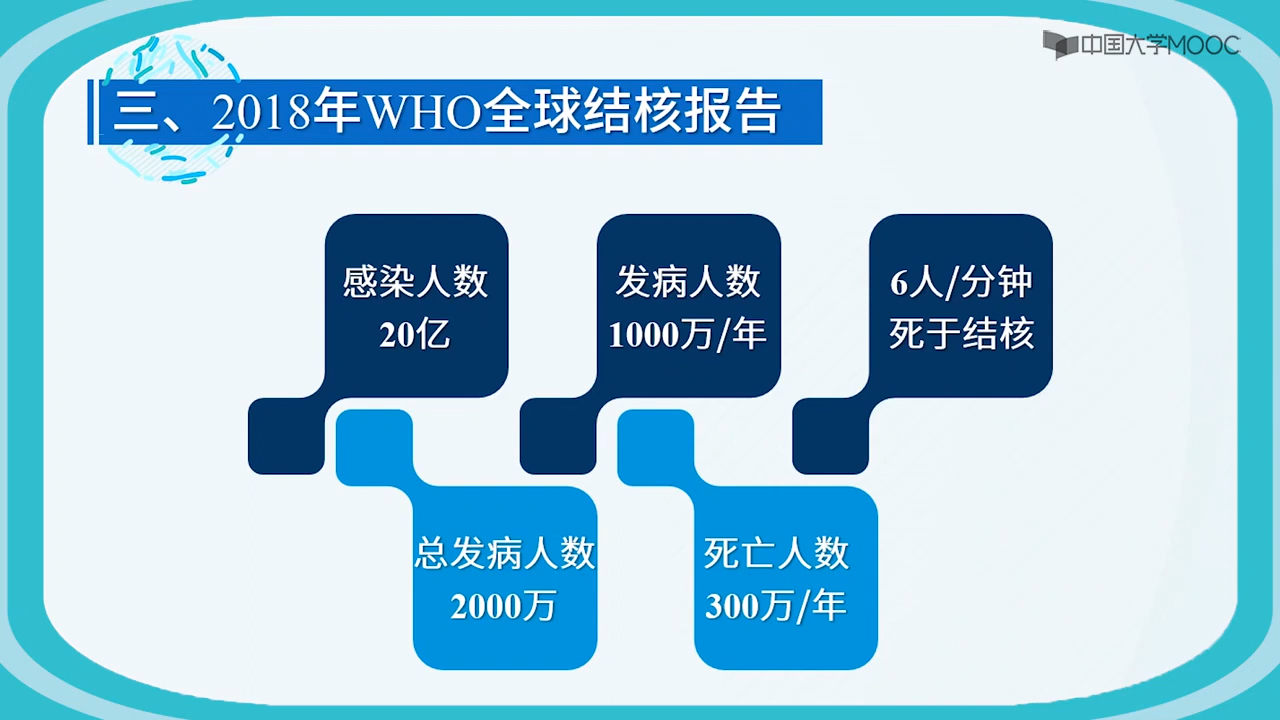 中国大学MOOC
三、2018年WHO全球结核报告
感染人数
20亿
发病人数
1000万/年
6人/分钟
死于结核
总发病人数
2000万
死亡人数
300万/年